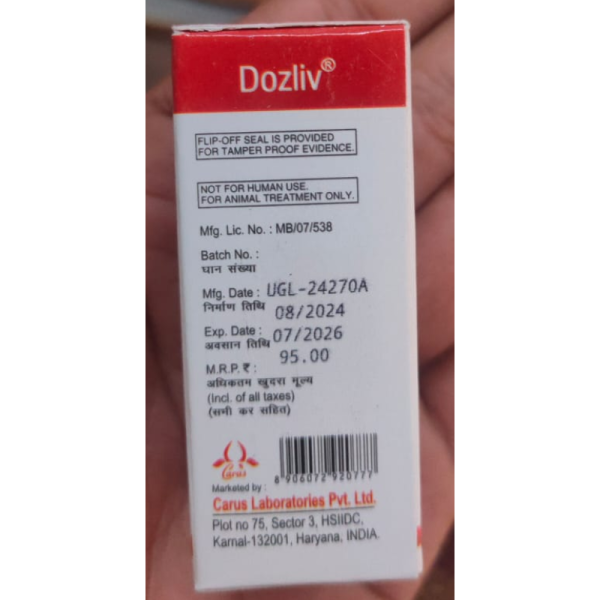 Dozliv®
FLIP-OFF SEAL IS PROVIDED
FOR TAMPER PROOF EVIDENCE.
NOT FOR HUMAN USE.
FOR ANIMAL TREATMENT ONLY.
Mfg. Lic. No. : MB/07/538
Batch No. :
घान संख्या
Mfg. Date : UGL-24270A
निर्माण तिथि 08/2024
Exp. Date : 07/2026
अवसान तिथि
95.00
M.R.P. ₹ :
अधिकतम खुदरा मूल्य
(Incl. of all taxes)
(सभी कर सहित)
Carus
8 906072 920777
Marketed by :
Carus Laboratories Pvt. Ltd.
Plot no 75, Sector 3, HSIIDC,
Karnal-132001, Haryana, INDIA.